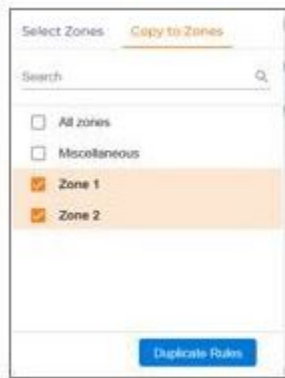 Select Zones Copy to Zones
Search
All zones
Miscellaneous
Zone 1
Zone 2
Duplicate Rules